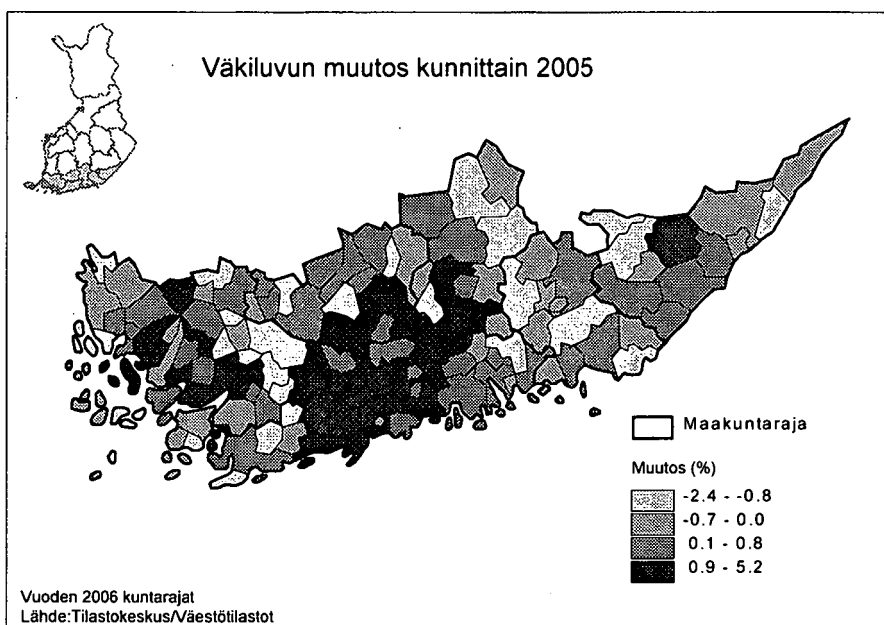 Väkiluvun muutos kunnittain 2005
Maakuntaraja
Muutos (%)
-2.4 - -0.8
-0.7 - 0.0
0.1 - 0.8
0.9 - 5.2
Vuoden 2006 kuntarajat
Lähde:Tilastokeskus/Väestötilastot